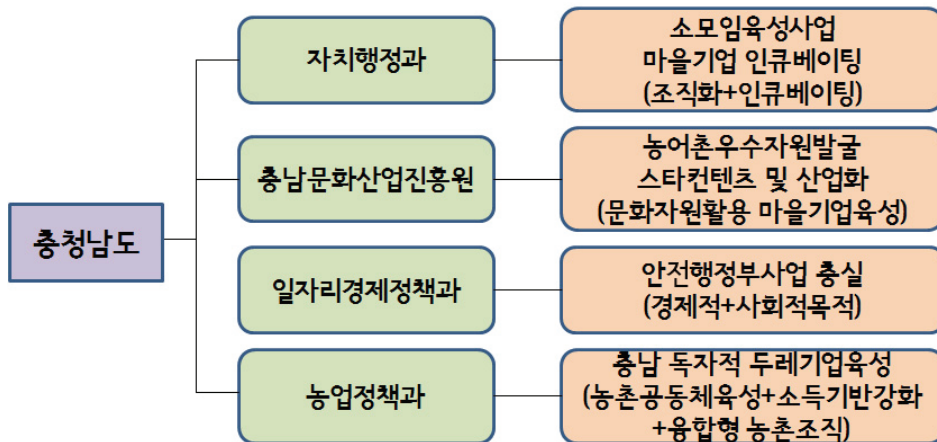 자치행정과
소모임육성사업
마을기업 인큐베이팅
(조직화+인큐베이팅)
충남문화산업진흥원
농어촌우수자원발굴
스타컨텐츠 및 산업화
(문화자원활용 마을기업육성)
충청남도
일자리경제정책과
안전행정부사업 충실
(경제적+사회적목적)
농업정책과
충남 독자적 두레기업육성
(농촌공동체육성+소득기반강화
+융합형 농촌조직)